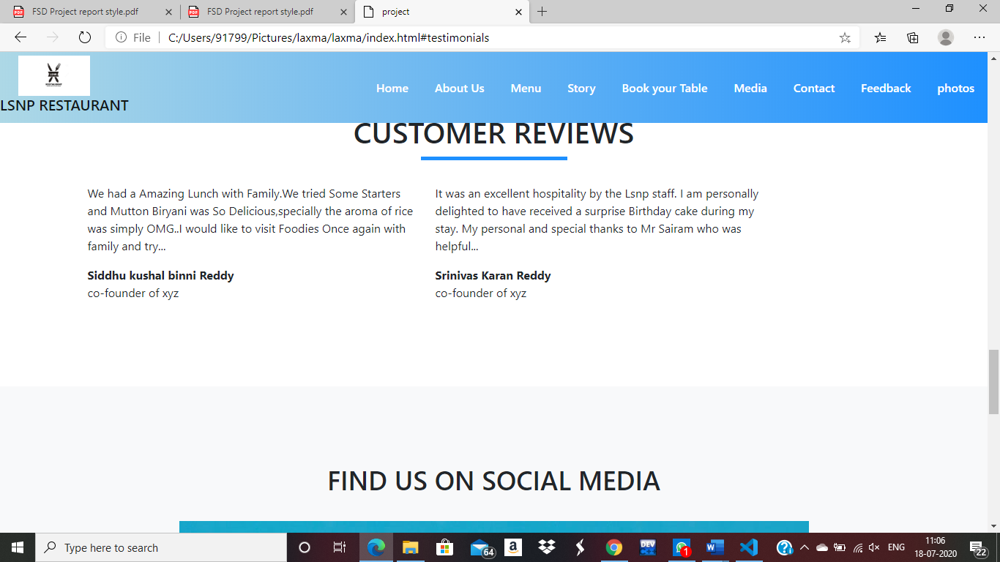 FSD Project report style.pdf
FSD Project report style.pdf
project
File
C:/Users/91799/Pictures/laxma/laxma/index.html#testimonials
RESTAURANT
LSNP RESTAURANT
Home
About Us
Menu
Story
Book your Table
Media
Contact
Feedback
photos
CUSTOMER REVIEWS
We had a Amazing Lunch with Family.We tried Some Starters
and Mutton Biryani was So Delicious,specially the aroma of rice
was simply OMG..I would like to visit Foodies Once again with
family and try...
Siddhu kushal binni Reddy
co-founder of xyz
It was an excellent hospitality by the Lsnp staff. I am personally
delighted to have received a surprise Birthday cake during my
stay. My personal and special thanks to Mr Sairam who was
helpful...
Srinivas Karan Reddy
co-founder of xyz
FIND US ON SOCIAL MEDIA
Type here to search
64
a
DEV
1
W
ENG
11:06
18-07-2020
22